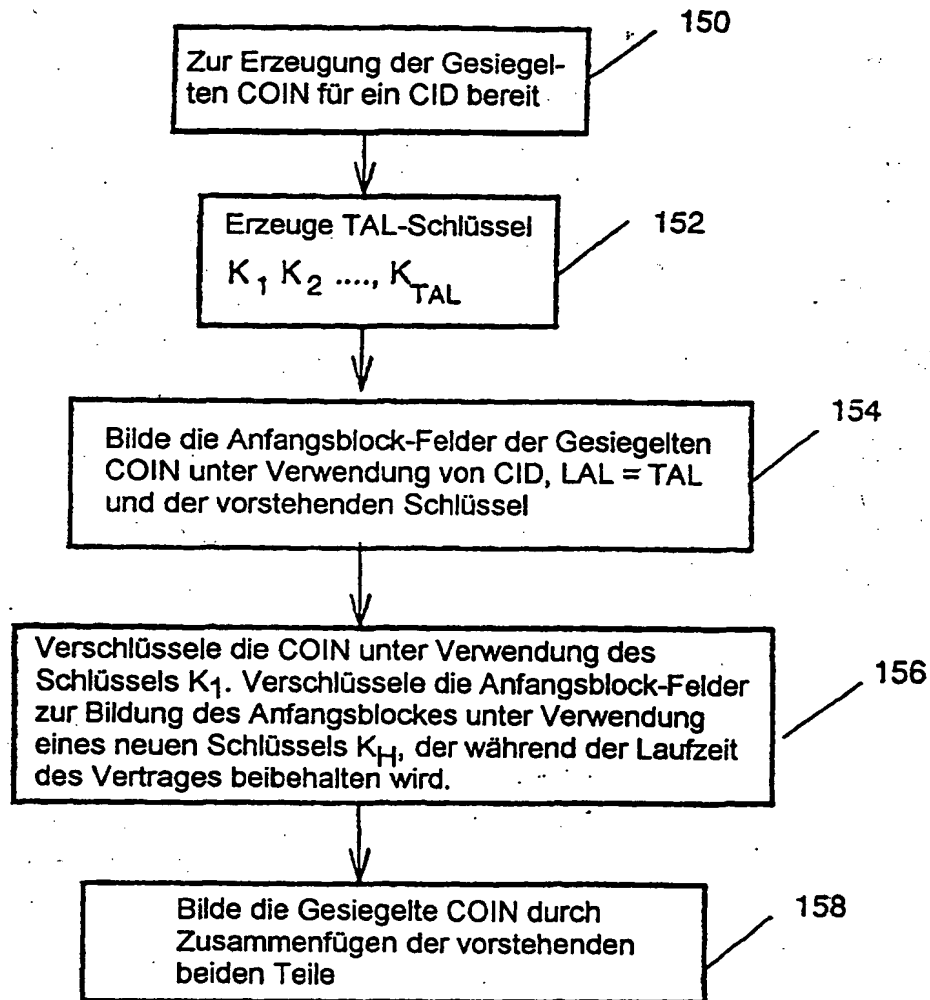 150
Zur Erzeugung der Gesiegel-
ten COIN für ein CID bereit
152
Erzeuge TAL-Schlüssel
K1 K2 ...., KTAL
154
Bilde die Anfangsblock-Felder der Gesiegelten
COIN unter Verwendung von CID, LAL = TAL
und der vorstehenden Schlüssel
156
Verschlüssele die COIN unter Verwendung des
Schlüssels K1. Verschlüssele die Anfangsblock-Felder
zur Bildung des Anfangsblockes unter Verwendung
eines neuen Schlüssels KH, der während der Laufzeit
des Vertrages beibehalten wird.
158
Bilde die Gesiegelte COIN durch
Zusammenfügen der vorstehenden
beiden Teile